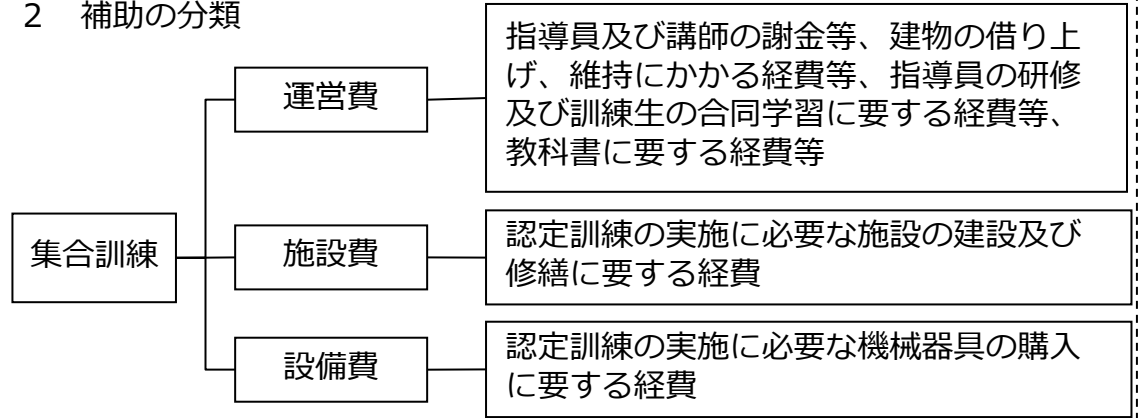 2　補助の分類
集合訓練
運営費
指導員及び講師の謝金等、建物の借り上
げ、維持にかかる経費等、指導員の研修
及び訓練生の合同学習に要する経費等、
教科書に要する経費等
施設費
認定訓練の実施に必要な施設の建設及び
修繕に要する経費
設備費
認定訓練の実施に必要な機械器具の購入
に要する経費